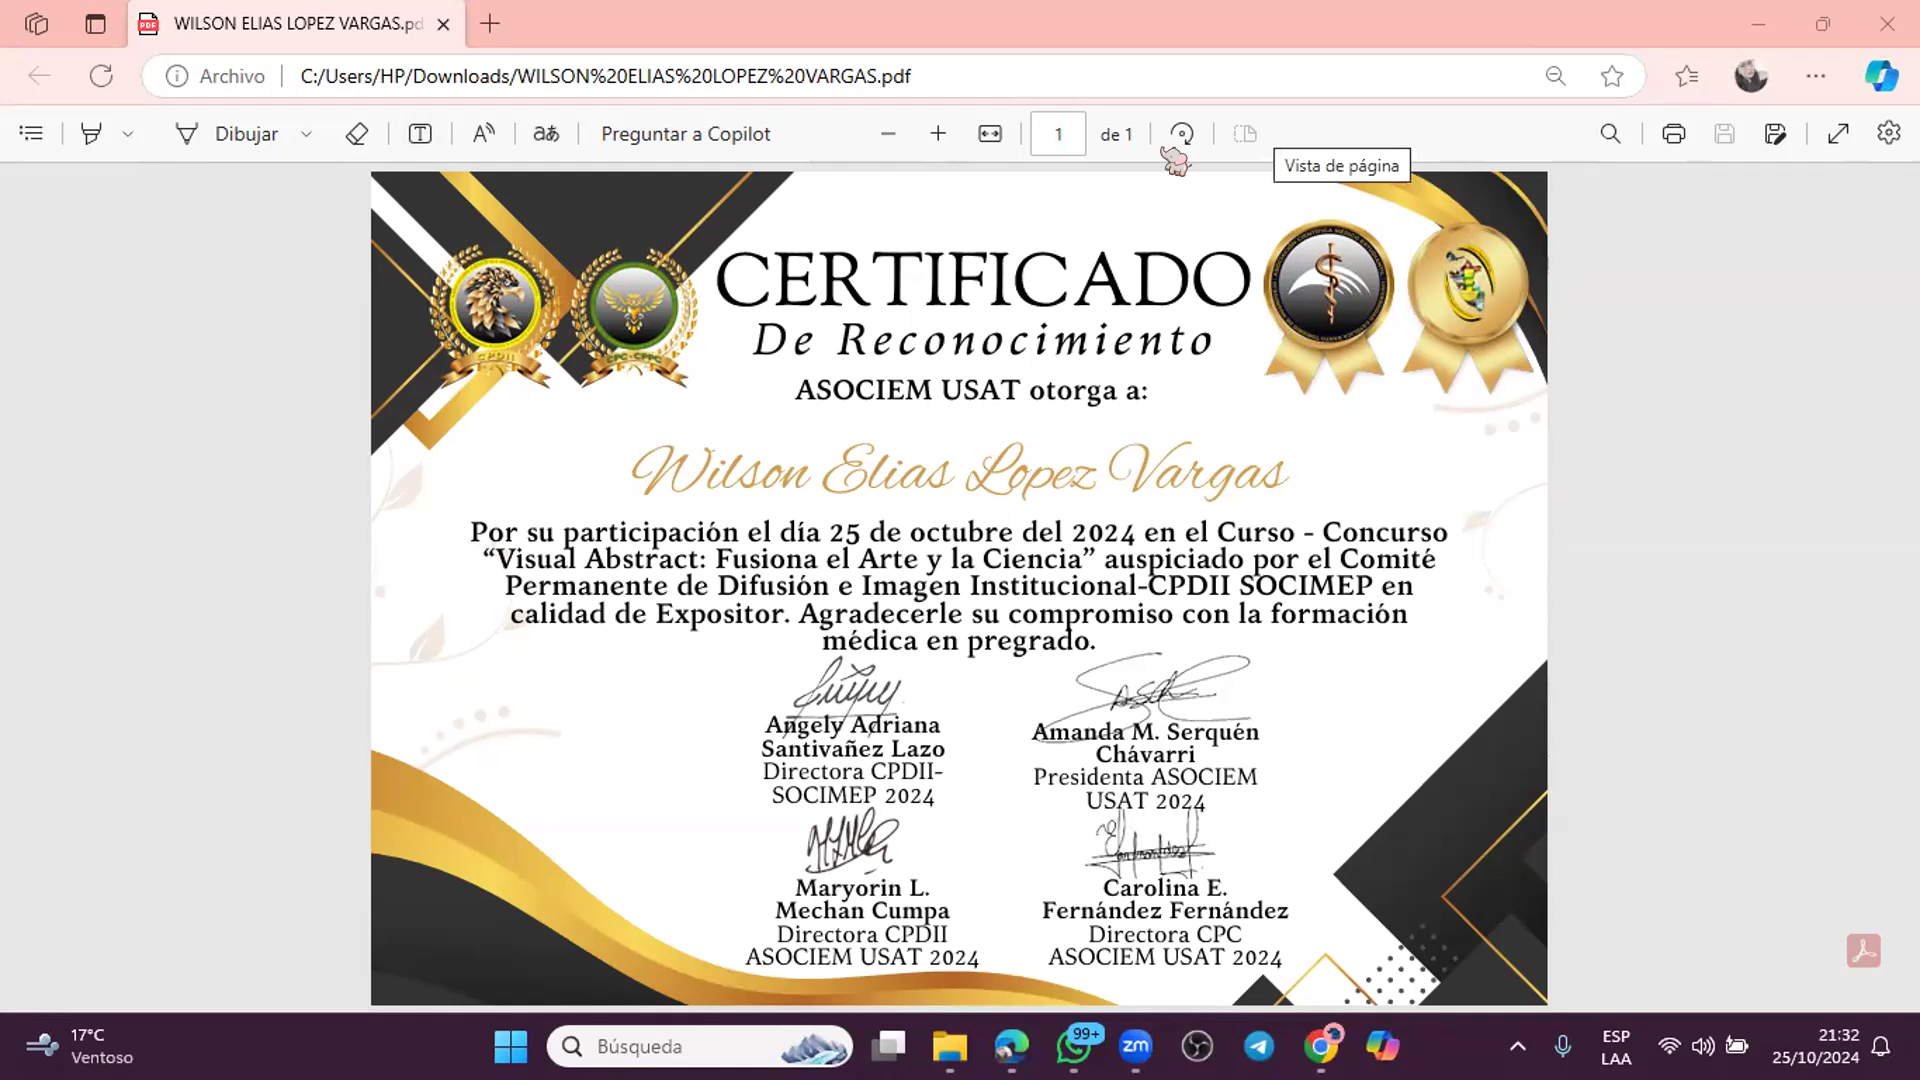 WILSON ELIAS LOPEZ VARGAS.pd
Archivo
C:/Users/HP/Downloads/WILSON%20ELIAS%20LOPEZ%20VARGAS.pdf
Dibujar
Preguntar a Copilot
1
de 1
Vista de página
CERTIFICADO
De Reconocimiento
ASOCIEM USAT otorga a:
CPDII
CPC-CPPC
Wilson Elias Lopez Vargas
Por su participación el día 25 de octubre del 2024 en el Curso - Concurso
“Visual Abstract: Fusiona el Arte y la Ciencia” auspiciado por el Comité
Permanente de Difusión e Imagen Institucional-CPDII SOCIMEP en
calidad de Expositor. Agradecerle su compromiso con la formación
médica en pregrado.
Angely Adriana
Santivañez Lazo
Directora CPDII-
SOCIMEP 2024
Amanda M. Serquén
Chávarri
Presidenta ASOCIEM
USAT 2024
Maryorin L.
Mechan Cumpa
Directora CPDII
ASOCIEM USAT 2024
Carolina E.
Fernández Fernández
Directora CPC
ASOCIEM USAT 2024
17°C
Ventoso
Búsqueda
99+
zm
ESP
LAA
21:32
25/10/2024